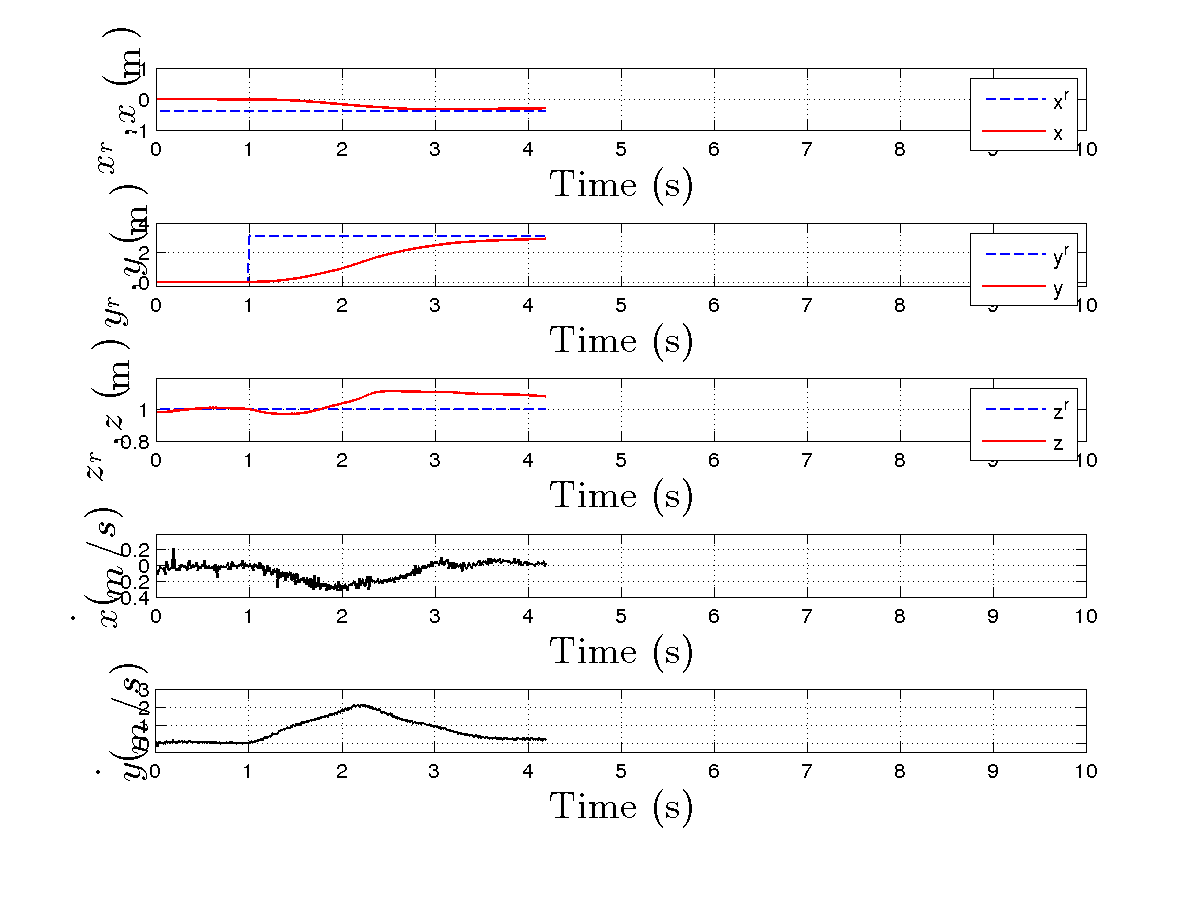 x^r, x (m)
1
0
-1
0 1 2 3 4 5 6 7 8 9 10
x^r
x
Time (s)
y^r, y (m)
4
2
0
0 1 2 3 4 5 6 7 8 9 10
y^r
y
Time (s)
z^r, z (m)
1
0.8
0 1 2 3 4 5 6 7 8 9 10
z^r
z
Time (s)
ẋ(m/s)
0.2
0
-0.2
-0.4
0 1 2 3 4 5 6 7 8 9 10
Time (s)
ẏ(m/s)
3
2
1
0
0 1 2 3 4 5 6 7 8 9 10
Time (s)